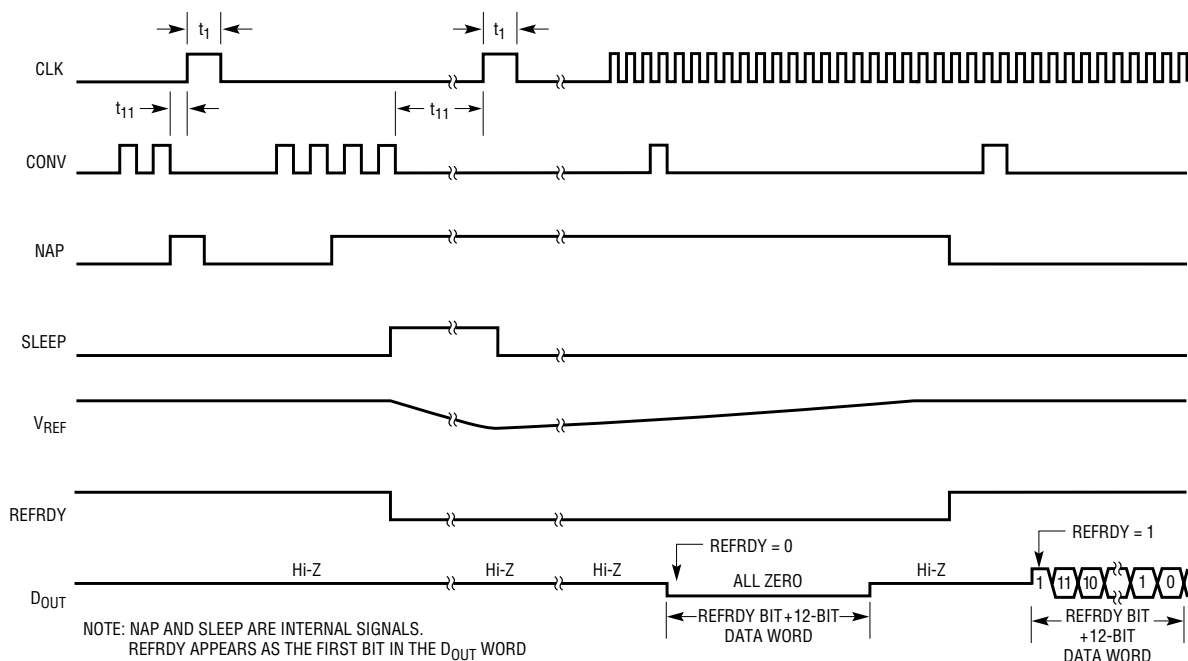 t1 t1
CLK
t11 t11
CONV
NAP
SLEEP
VREF
REFRDY
REFRDY = 0 REFRDY = 1
Hi-Z Hi-Z Hi-Z ALL ZERO Hi-Z 1 11 10 1 0
DOUT
REFRDY BIT +12-BIT
DATA WORD
REFRDY BIT
+12-BIT
DATA WORD
NOTE: NAP AND SLEEP ARE INTERNAL SIGNALS.
REFRDY APPEARS AS THE FIRST BIT IN THE DOUT WORD